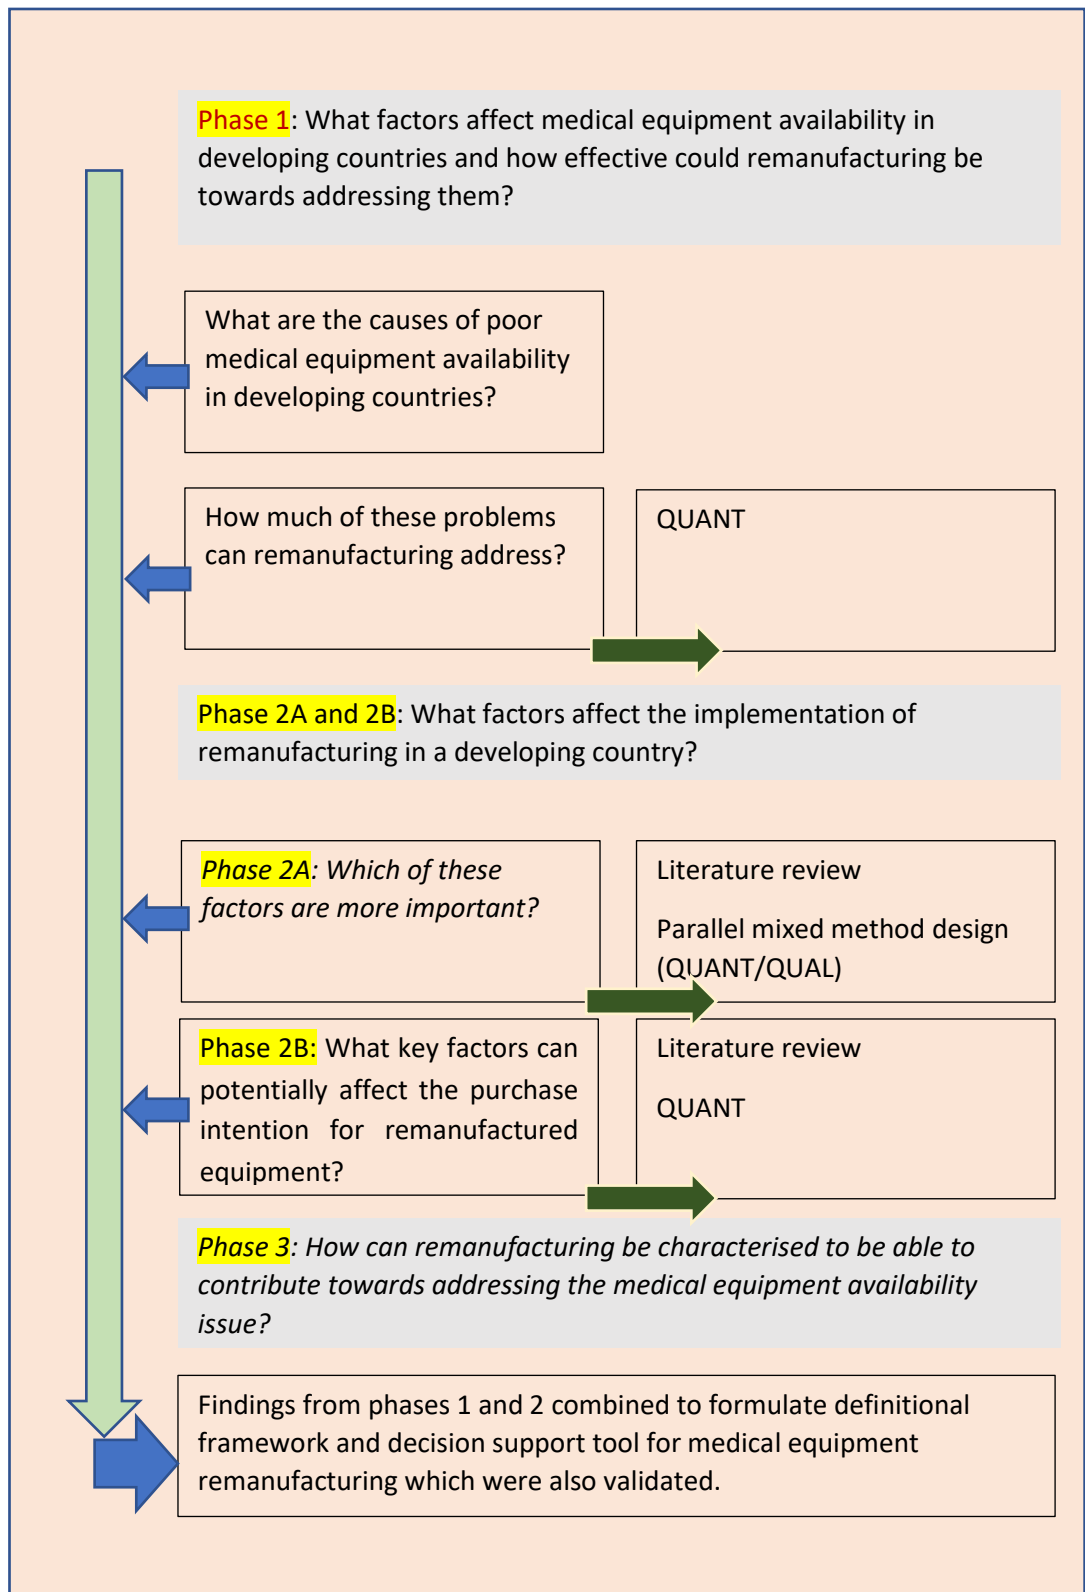 Phase 1: What factors affect medical equipment availability in
developing countries and how effective could remanufacturing be
towards addressing them?
What are the causes of poor
medical equipment availability
in developing countries?
How much of these problems
can remanufacturing address?
QUANT
Phase 2A and 2B: What factors affect the implementation of
remanufacturing in a developing country?
Phase 2A: Which of these
factors are more important?
Literature review
Parallel mixed method design
(QUANT/QUAL)
Phase 2B: What key factors can
potentially affect the purchase
intention for remanufactured
equipment?
Literature review
QUANT
Phase 3: How can remanufacturing be characterised to be able to
contribute towards addressing the medical equipment availability
issue?
Findings from phases 1 and 2 combined to formulate definitional
framework and decision support tool for medical equipment
remanufacturing which were also validated.